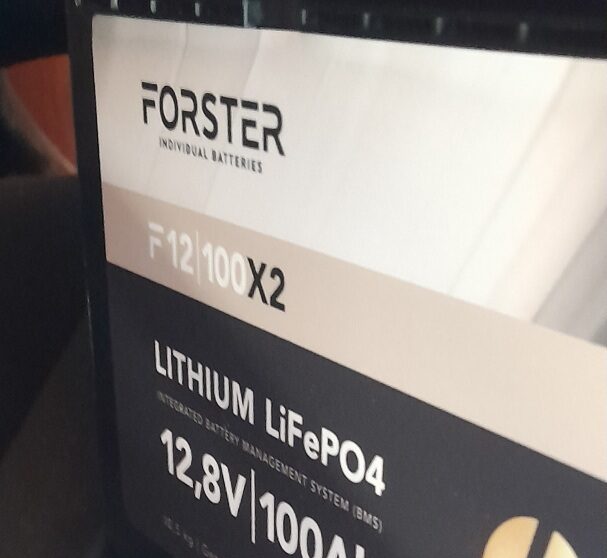 FORSTER
INDIVIDUAL BATTERIES
F12|100X2
LITHIUM LiFePO4
INTEGRATED BATTERY MANAGEMENT SYSTEM (BMS)
12,8V|100A